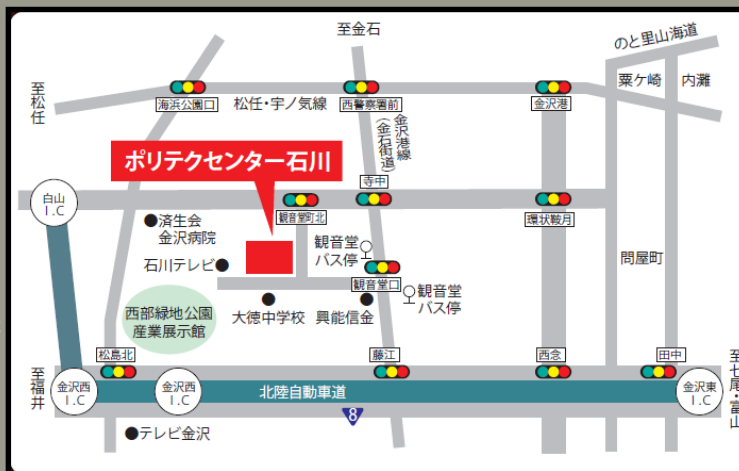 至金石
のと里山海道
至松任
粟ケ崎
内灘
海浜公園口
松任・宇ノ気線
西警察署前
金沢港
金沢港線
(金石街道)
ポリテクセンター石川
寺中
白山
I.C
観音堂町北
環状鞍月
●済生会
金沢病院
観音堂
バス停
石川テレビ●
観音堂口
問屋町
観音堂
バス停
西部緑地公園
産業展示館
大徳中学校
興能信金
松島北
藤江
西念
田中
至福井
至七尾・富山
金沢西
I.C
金沢西
I.C
北陸自動車道
金沢東
I.C
8
●テレビ金沢